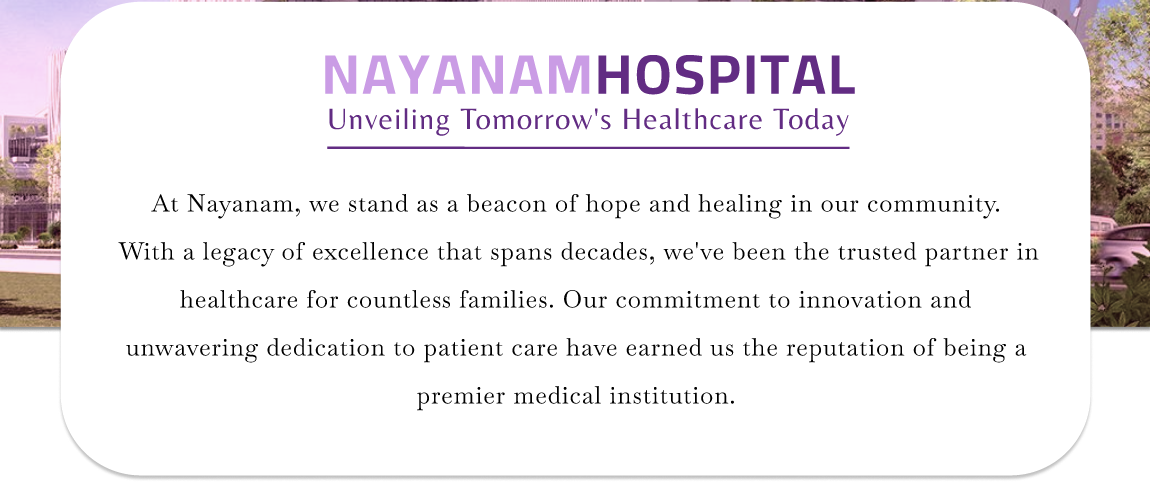 NAYANAMHOSPITAL
Unveiling Tomorrow's Healthcare Today
At Nayanam, we stand as a beacon of hope and healing in our community.
With a legacy of excellence that spans decades, we've been the trusted partner in
healthcare for countless families. Our commitment to innovation and
unwavering dedication to patient care have earned us the reputation of being a
premier medical institution.